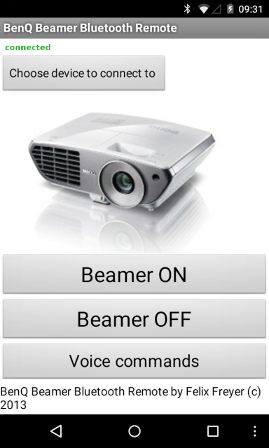 09:31
BenQ Beamer Bluetooth Remote
connected
Choose device to connect to
BenQ
Beamer ON
Beamer OFF
Voice commands
BenQ Beamer Bluetooth Remote by Felix Freyer (c)
2013